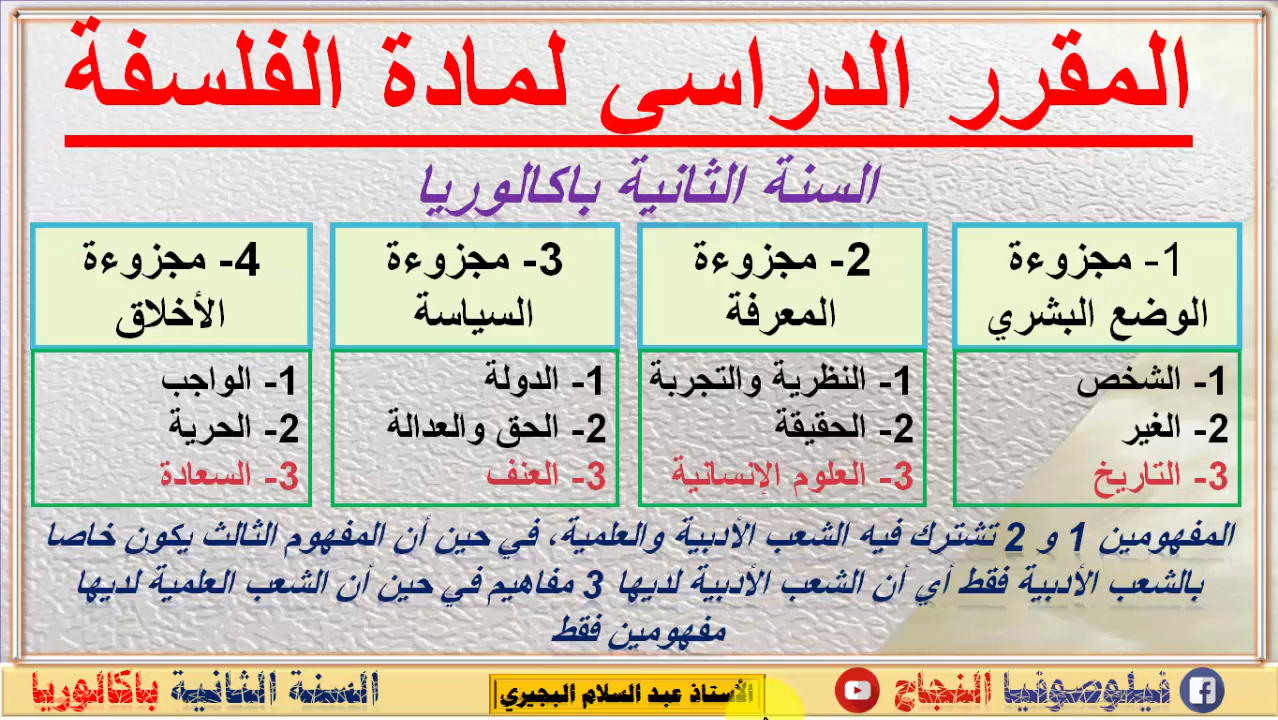 المقرر الدراسي لمادة الفلسفة
السنة الثانية باكالوريا
1- مجزوءة
الوضع البشري
1- الشخص
2- الغير
3- التاريخ
2- مجزوءة
المعرفة
1- النظرية والتجربة
2- الحقيقة
3- العلوم الإنسانية
3- مجزوءة
السياسة
1- الدولة
2- الحق والعدالة
3- العنف
4- مجزوءة
الأخلاق
1- الواجب
2- الحرية
3- السعادة
المفهومين 1 و 2 تشترك فيه الشعب الأدبية والعلمية، في حين أن المفهوم الثالث يكون خاصا
بالشعب الأدبية فقط أي أن الشعب الأدبية لديها 3 مفاهيم في حين أن الشعب العلمية لديها
مفهومين فقط
فيلوصوفيا النجاح
الأستاذ عبد السلام البجيري
السنة الثانية باكالوريا